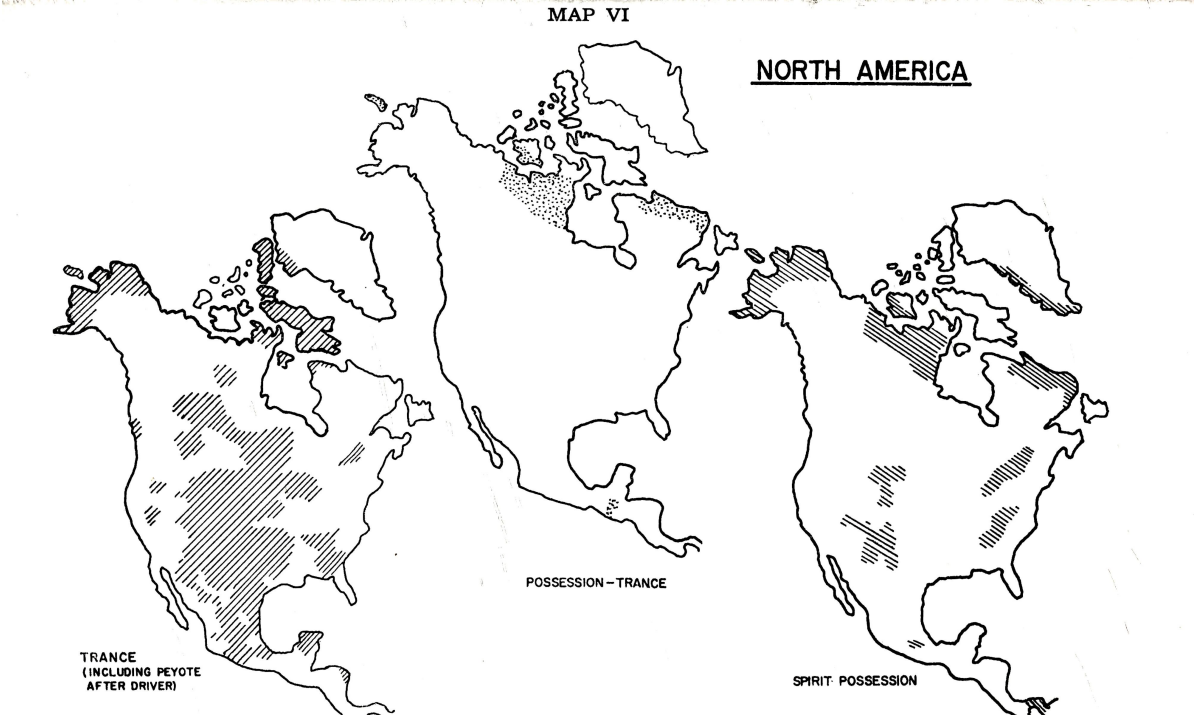 MAP VI
NORTH AMERICA
POSSESSION-TRANCE
TRANCE
(INCLUDING PEYOTE
AFTER DRIVER)
SPIRIT POSSESSION